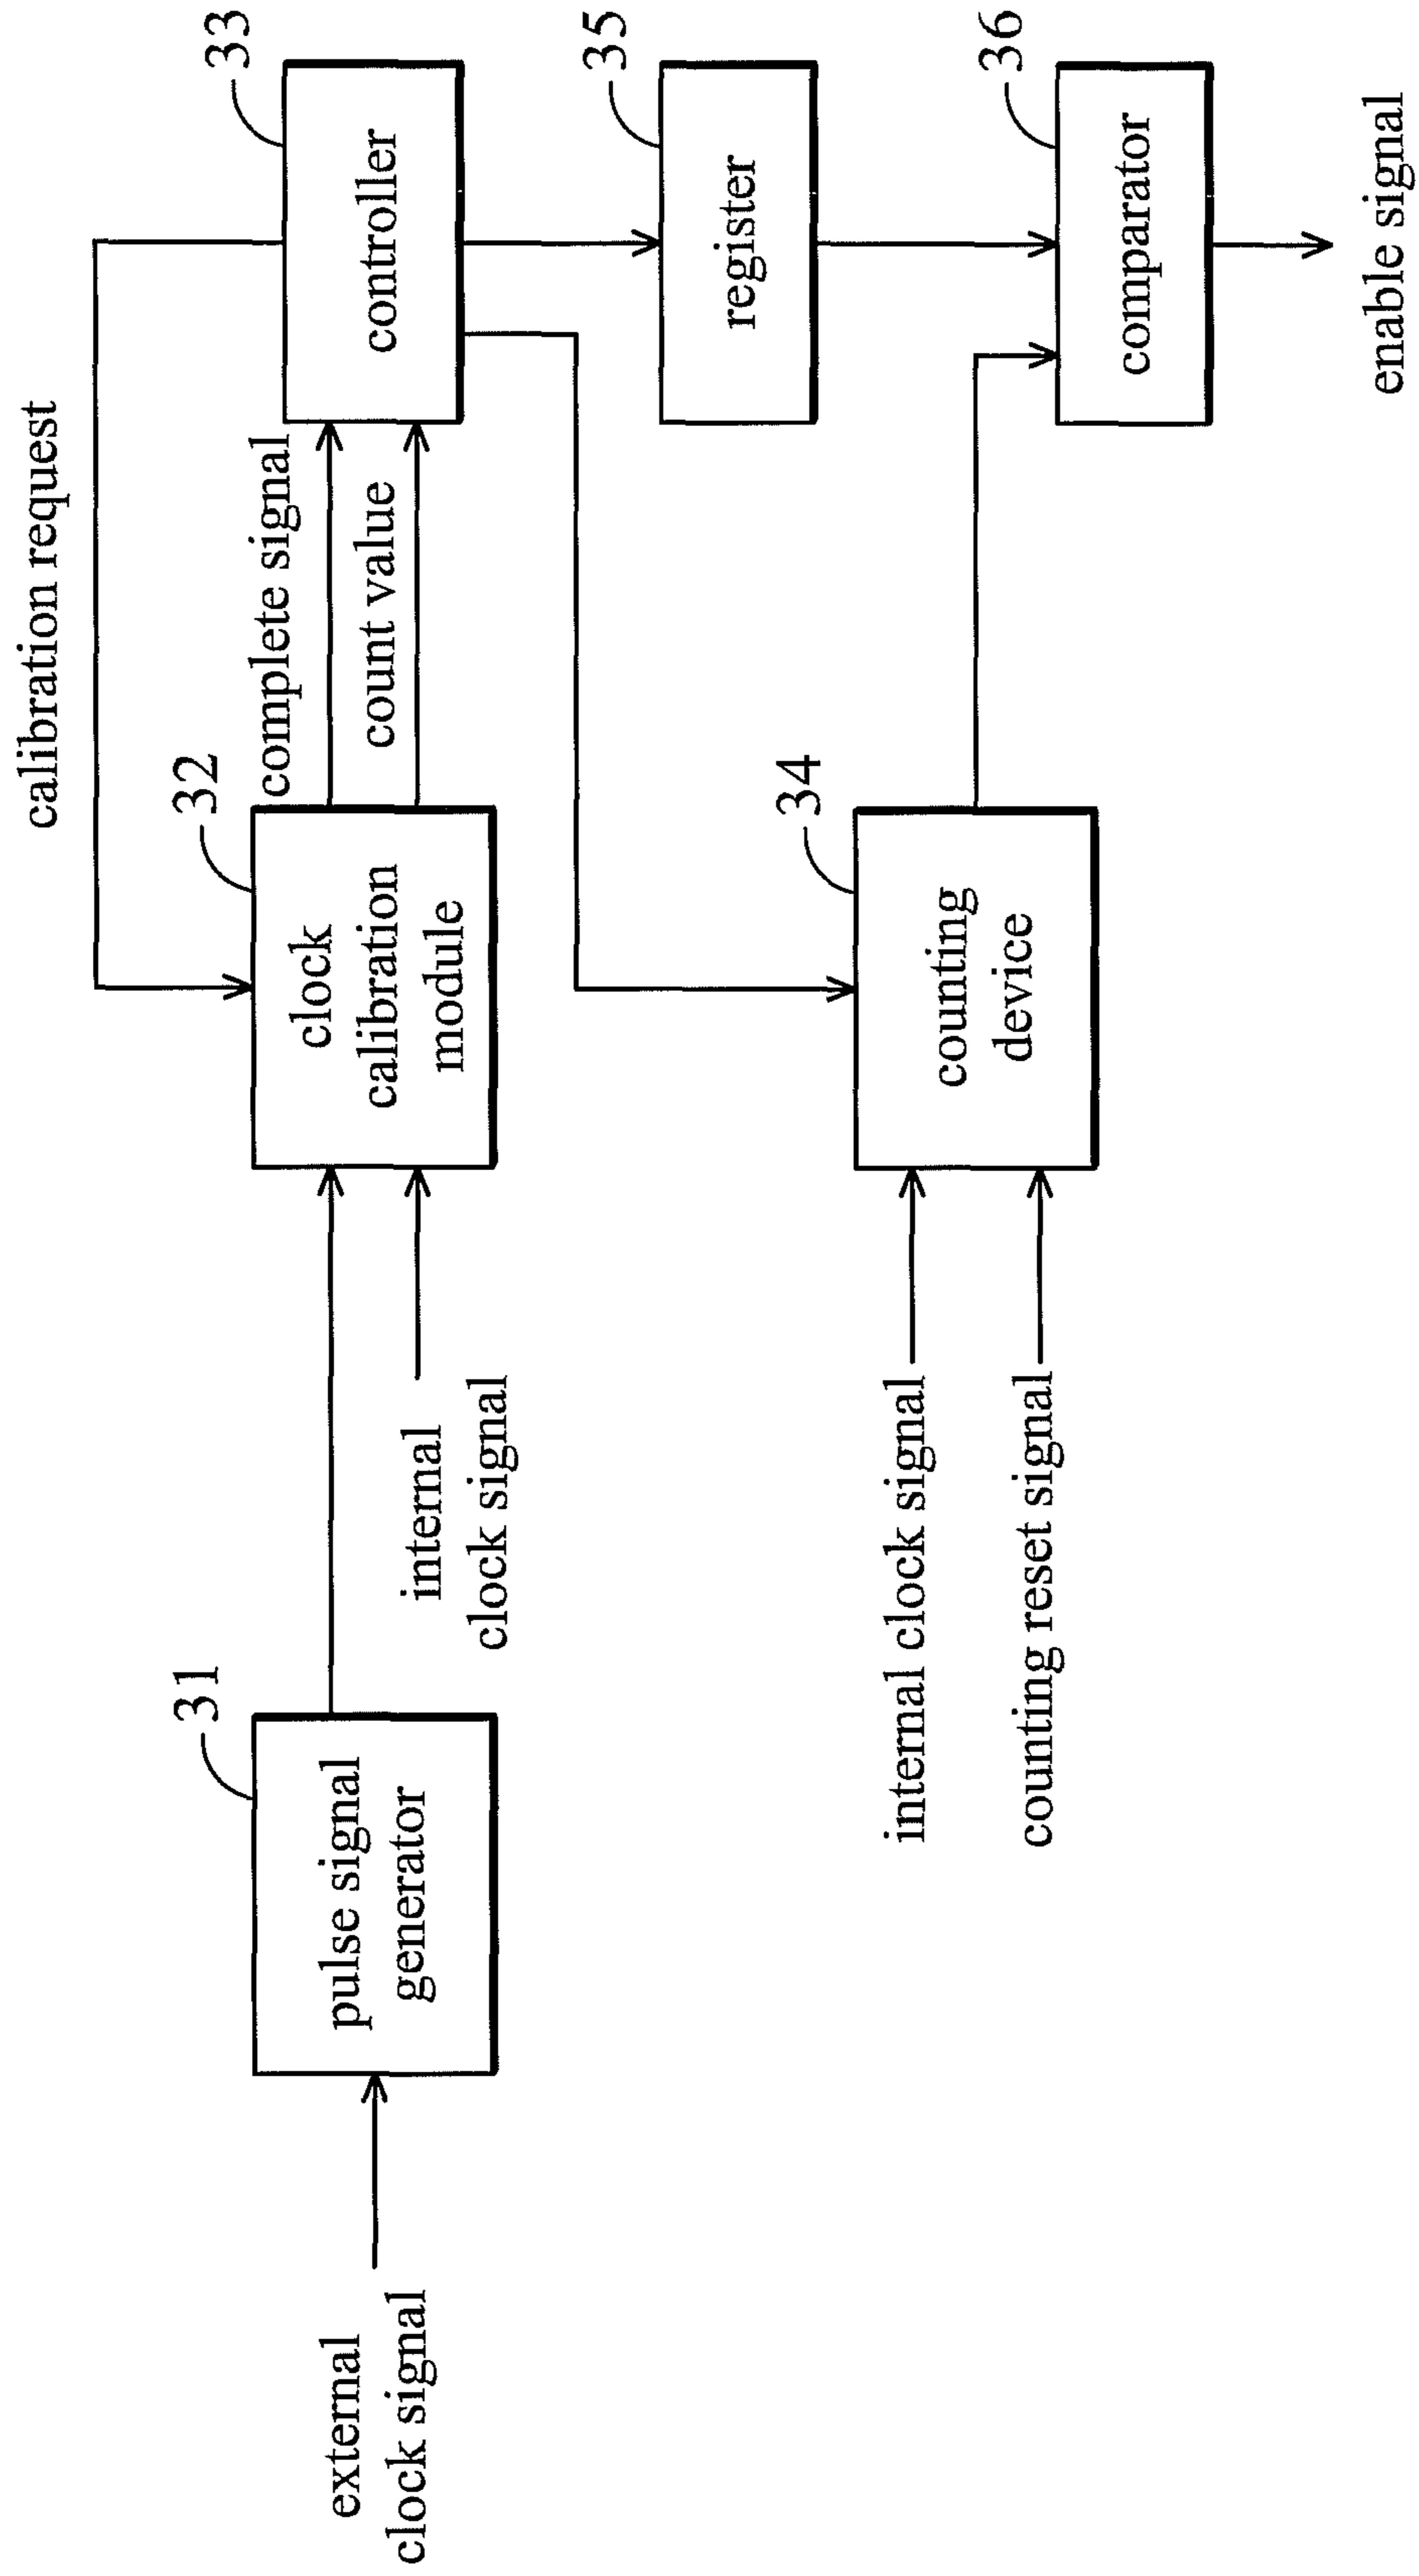 calibration request
31
32
33
external
clock signal
pulse signal
generator
internal
clock signal
clock
calibration
module
complete signal
count value
controller
35
register
34
36
internal clock signal
counting reset signal
counting
device
comparator
enable signal